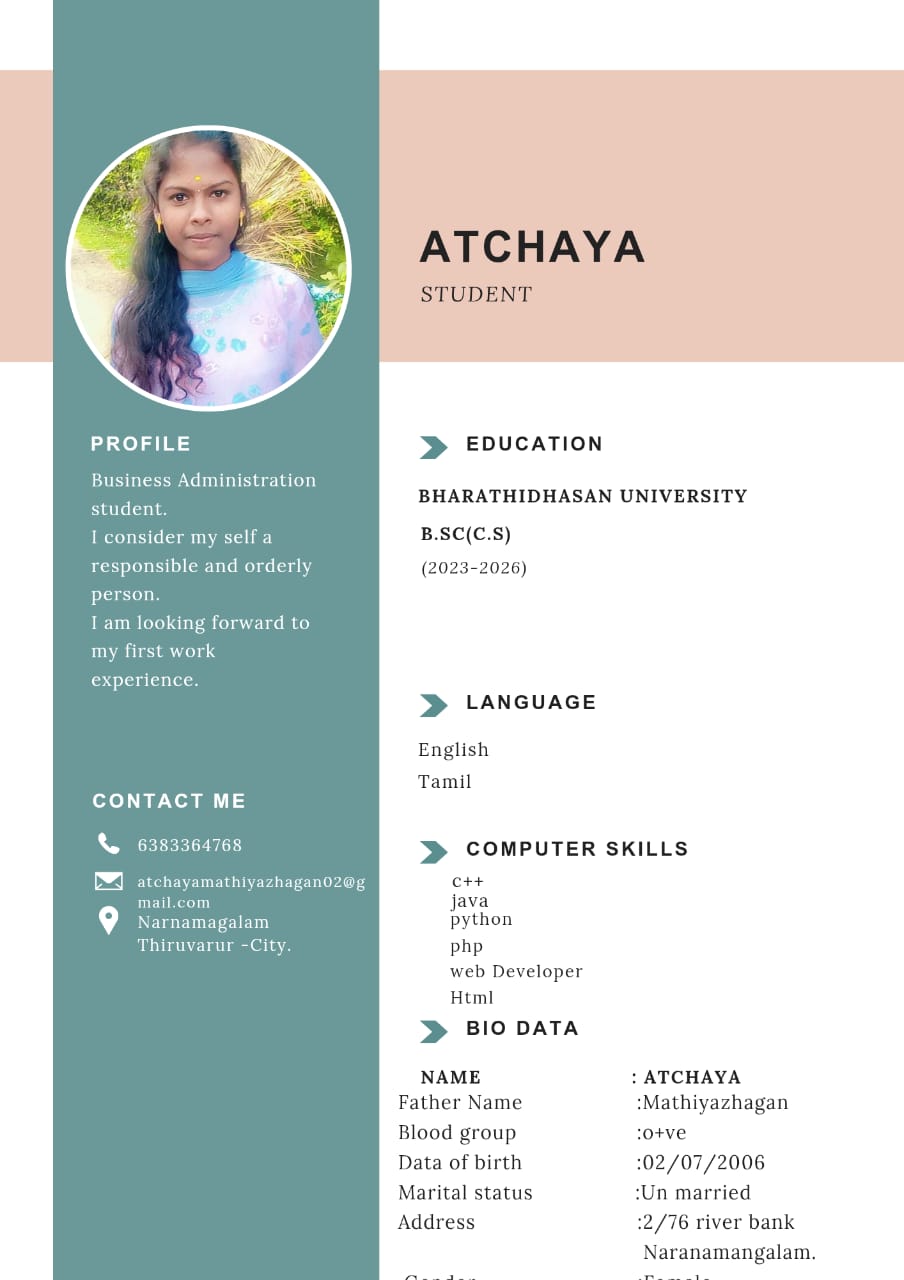 ATCHAYA
STUDENT
PROFILE
Business Administration
student.
I consider my self a
responsible and orderly
person.
I am looking forward to
my first work
experience.
CONTACT ME
6383364768
atchayamathiyazhagan02@g
mail.com
Narnamagalam
Thiruvarur -City.
EDUCATION
BHARATHIDHASAN UNIVERSITY
B.SC(C.S)
(2023-2026)
LANGUAGE
English
Tamil
COMPUTER SKILLS
c++
java
python
php
web Developer
Html
BIO DATA
NAME : ATCHAYA
Father Name :Mathiyazhagan
Blood group :o+ve
Data of birth :02/07/2006
Marital status :Un married
Address :2/76 river bank
Naranamangalam.
Gender :Female